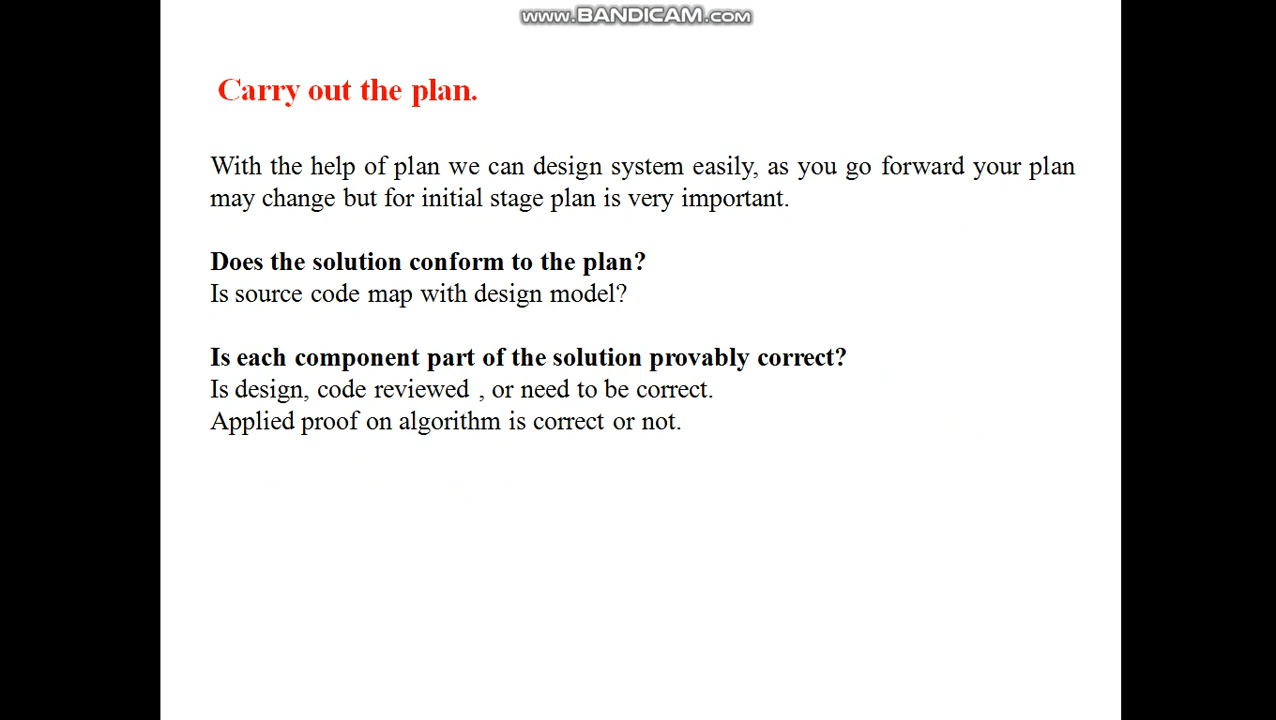 www.BANDICAM.com
Carry out the plan.
With the help of plan we can design system easily, as you go forward your plan
may change but for initial stage plan is very important.
Does the solution conform to the plan?
Is source code map with design model?
Is each component part of the solution provably correct?
Is design, code reviewed , or need to be correct.
Applied proof on algorithm is correct or not.